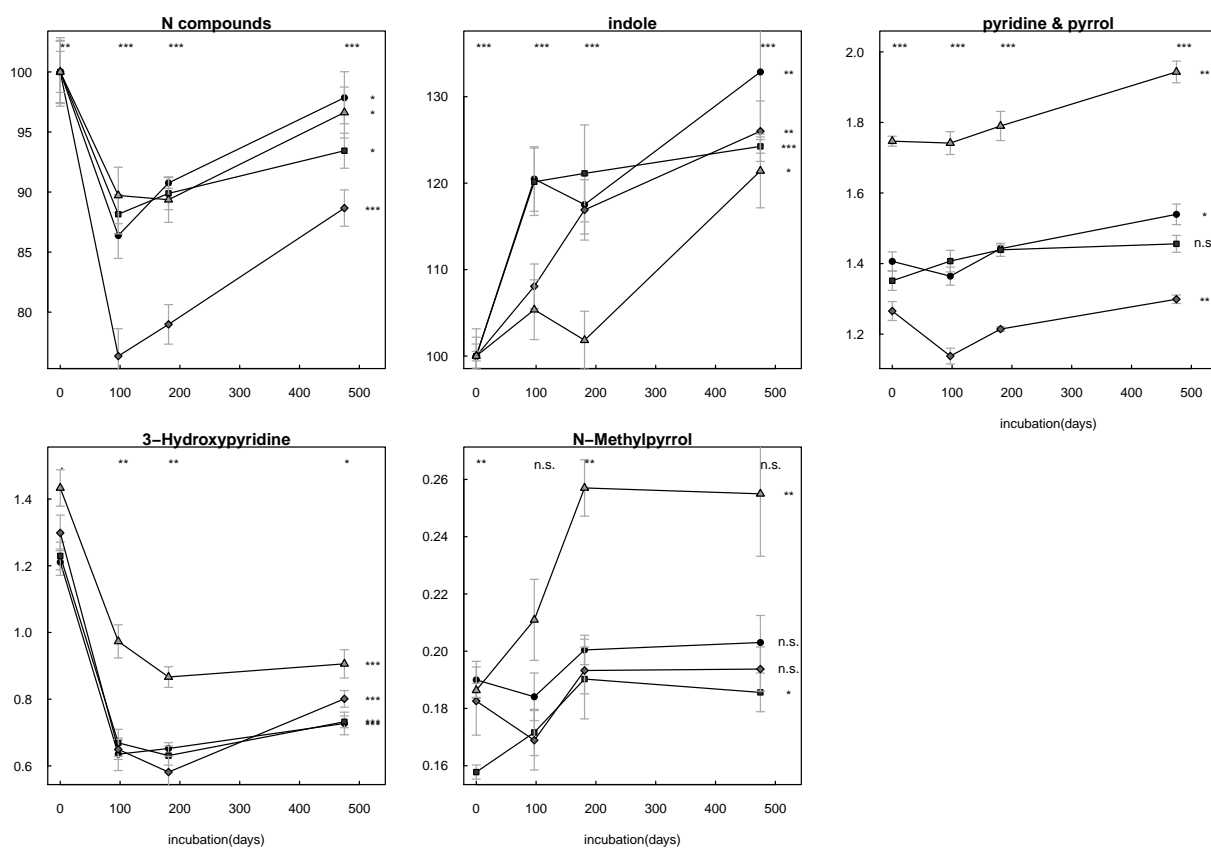 N compounds
** *** *** ***
100
95
90
85
80
*
*
*
***
0 100 200 300 400 500
indole
*** *** *** ***
130
120
110
100
**
**
***
*
0 100 200 300 400 500
pyridine & pyrrol
*** *** *** ***
2.0
1.8
1.6
1.4
1.2
**
*
n.s
**
0 100 200 300 400 500
incubation(days)
3−Hydroxypyridine
** ** *
1.4
1.2
1.0
0.8
0.6
***
***
***
***
0 100 200 300 400 500
incubation(days)
N−Methylpyrrol
** n.s. ** n.s.
0.26
0.24
0.22
0.20
0.18
0.16
**
n.s.
n.s.
*
0 100 200 300 400 500
incubation(days)